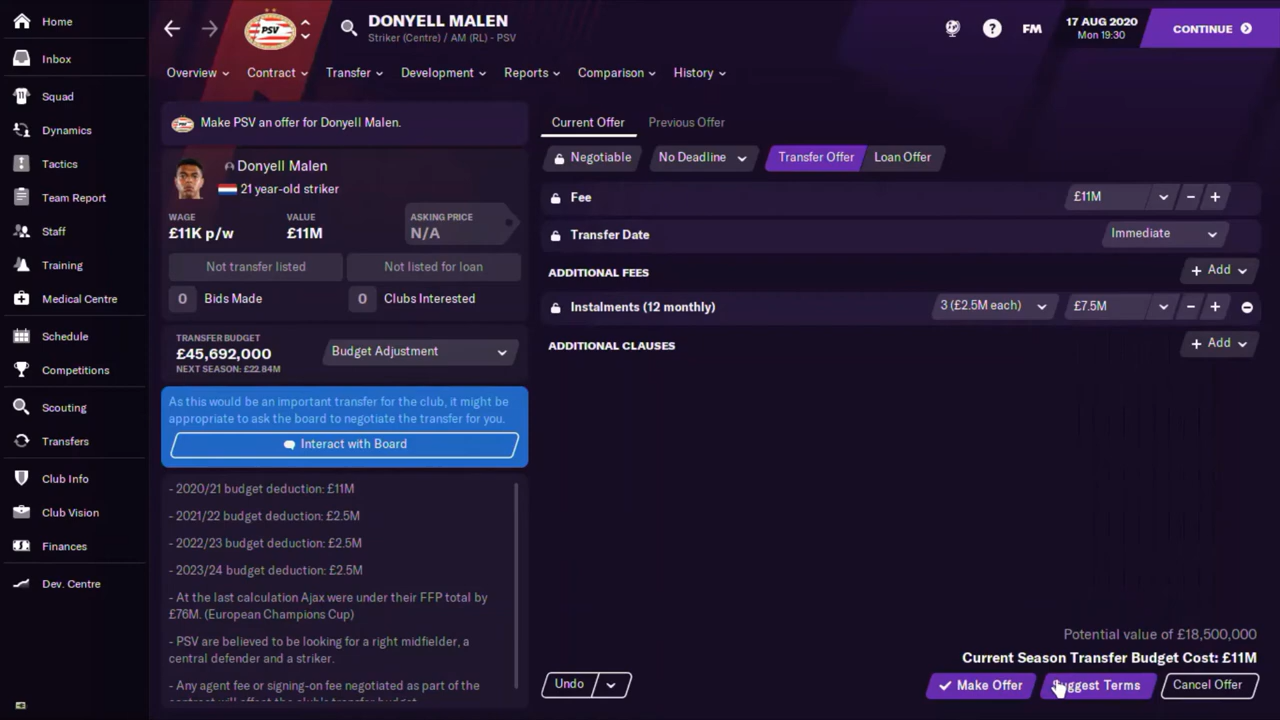 Home
Inbox
Squad
Dynamics
Tactics
Team Report
Staff
Training
Medical Centre
Schedule
Competitions
Scouting
Transfers
Club Info
Club Vision
Finances
Dev. Centre
PSV
DONYELL MALEN
Striker (Centre) / AM (RL) - PSV
?
FM
17 AUG 2020
Mon 19:30
CONTINUE
Overview
Contract
Transfer
Development
Reports
Comparison
History
Make PSV an offer for Donyell Malen.
Donyell Malen
21 year-old striker
WAGE
£11K p/w
VALUE
£11M
ASKING PRICE
N/A
Not transfer listed
Not listed for loan
0 Bids Made
0 Clubs Interested
TRANSFER BUDGET
£45,692,000
NEXT SEASON: £22.84M
Budget Adjustment
As this would be an important transfer for the club, it might be
appropriate to ask the board to negotiate the transfer for you.
Interact with Board
- 2020/21 budget deduction: £11M
- 2021/22 budget deduction: £2.5M
- 2022/23 budget deduction: £2.5M
- 2023/24 budget deduction: £2.5M
- At the last calculation Ajax were under their FFP total by
£76M. (European Champions Cup)
- PSV are believed to be looking for a right midfielder, a
central defender and a striker.
- Any agent fee or signing-on fee negotiated as part of the
contract will affect the club's transfer budget.
Current Offer
Previous Offer
Negotiable
No Deadline
Transfer Offer
Loan Offer
Fee
£11M
Transfer Date
Immediate
ADDITIONAL FEES
+ Add
Instalments (12 monthly)
3 (£2.5M each)
£7.5M
ADDITIONAL CLAUSES
+ Add
Potential value of £18,500,000
Current Season Transfer Budget Cost: £11M
Undo
Make Offer
Suggest Terms
Cancel Offer